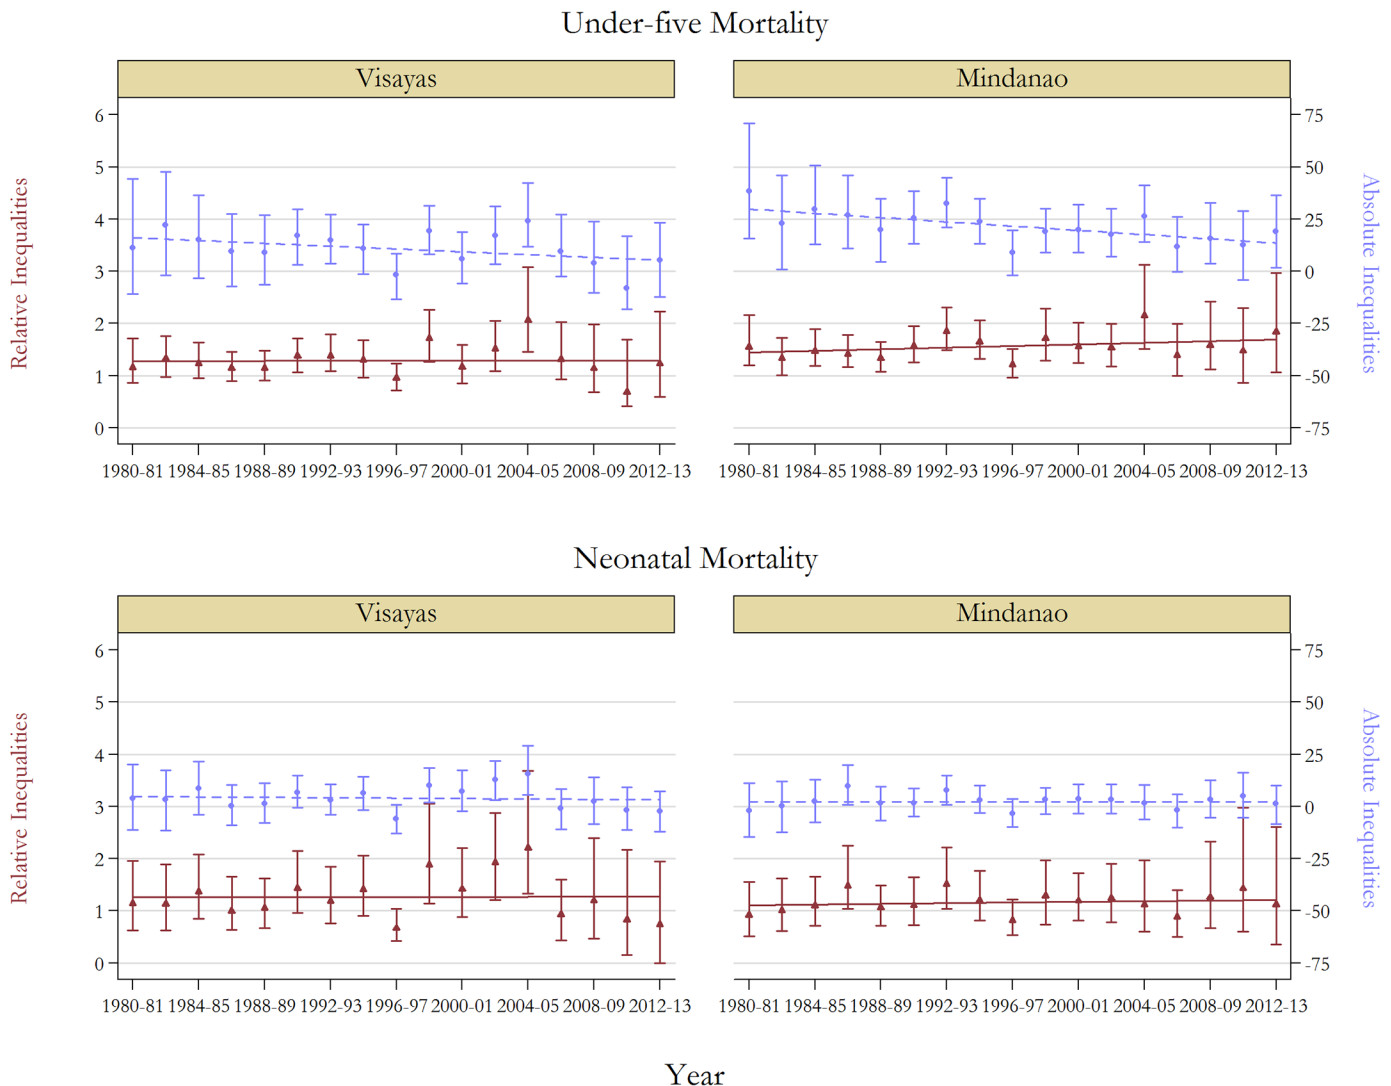 Under-five Mortality
Visayas
Mindanao
Relative Inequalities
6
5
4
3
2
1
0
75
50
25
0
-25
-50
-75
Absolute Inequalities
1980-81 1984-85 1988-89 1992-93 1996-97 2000-01 2004-05 2008-09 2012-13
1980-81 1984-85 1988-89 1992-93 1996-97 2000-01 2004-05 2008-09 2012-13
Neonatal Mortality
Visayas
Mindanao
Relative Inequalities
6
5
4
3
2
1
0
75
50
25
0
-25
-50
-75
Absolute Inequalities
1980-81 1984-85 1988-89 1992-93 1996-97 2000-01 2004-05 2008-09 2012-13
1980-81 1984-85 1988-89 1992-93 1996-97 2000-01 2004-05 2008-09 2012-13
Year